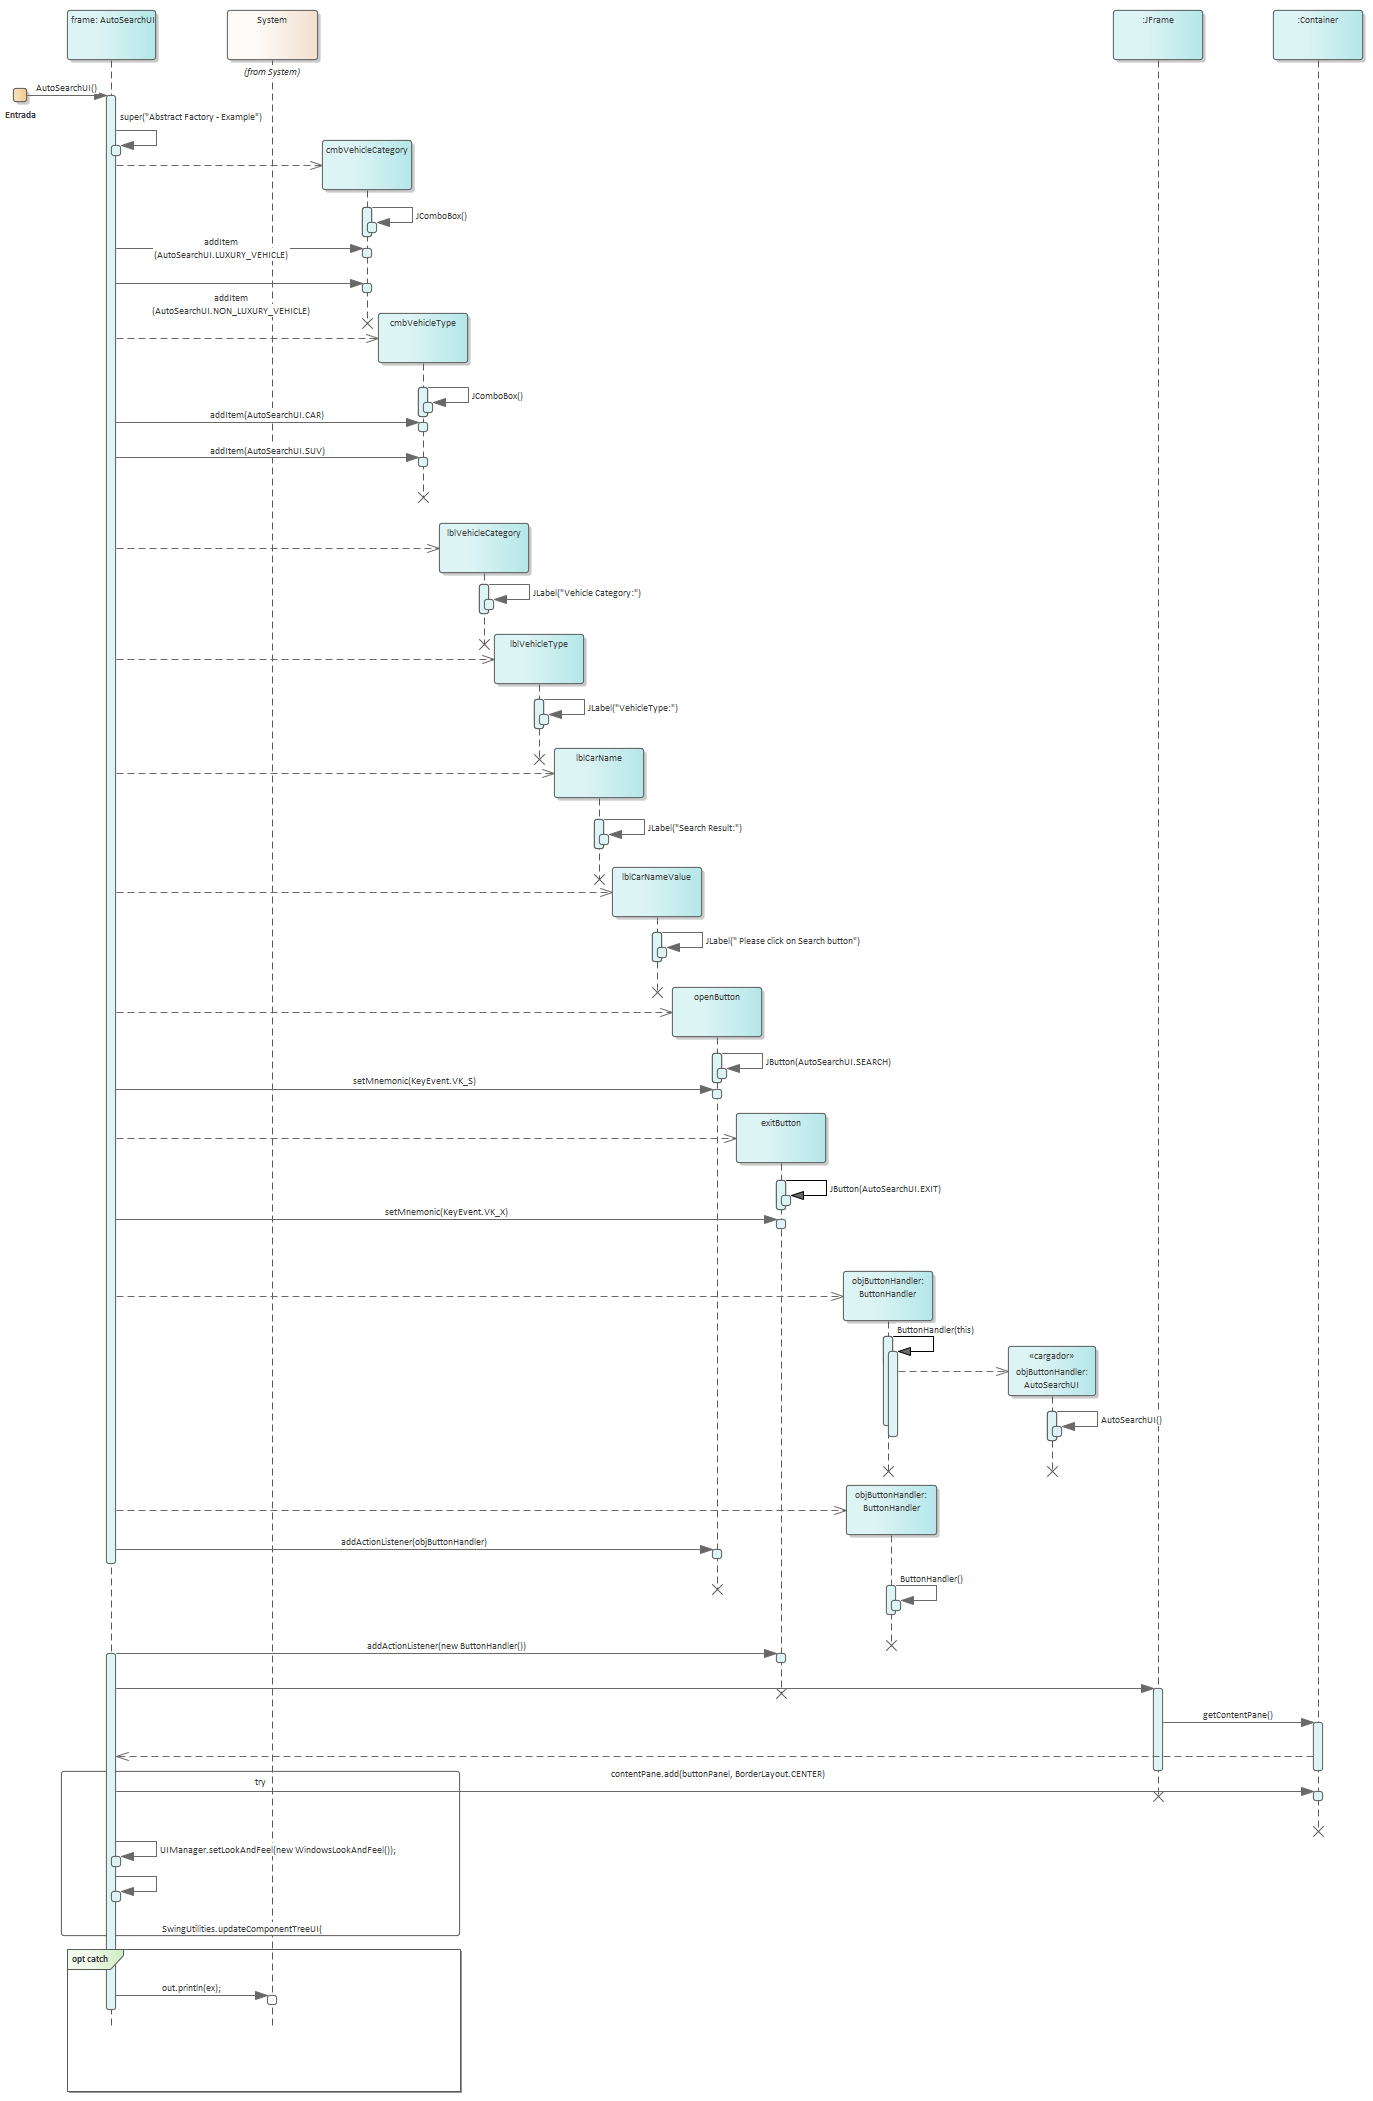 frame: AutoSearchUI
System
:JFrame
:Container
(from System)
AutoSearchUI()
Entrada
super("Abstract Factory - Example")
cmbVehicleCategory
JComboBox()
addItem
(AutoSearchUI.LUXURY_VEHICLE)
addItem
(AutoSearchUI.NON_LUXURY_VEHICLE)
cmbVehicleType
JComboBox()
addItem(AutoSearchUI.CAR)
addItem(AutoSearchUI.SUV)
lblVehicleCategory
JLabel("Vehicle Category:")
lblVehicleType
JLabel("VehicleType:")
lblCarName
JLabel("Search Result:")
lblCarNameValue
JLabel(" Please click on Search button")
openButton
JButton(AutoSearchUI.SEARCH)
setMnemonic(KeyEvent.VK_S)
exitButton
JButton(AutoSearchUI.EXIT)
setMnemonic(KeyEvent.VK_X)
objButtonHandler:
ButtonHandler
ButtonHandler(this)
«cargador»
objButtonHandler:
AutoSearchUI
AutoSearchUI()
objButtonHandler:
ButtonHandler
addActionListener(objButtonHandler)
ButtonHandler()
addActionListener(new ButtonHandler())
getContentPane()
contentPane.add(buttonPanel, BorderLayout.CENTER)
try
UIManager.setLookAndFeel(new WindowsLookAndFeel());
SwingUtilities.updateComponentTreeUI(
opt catch
out.println(ex);